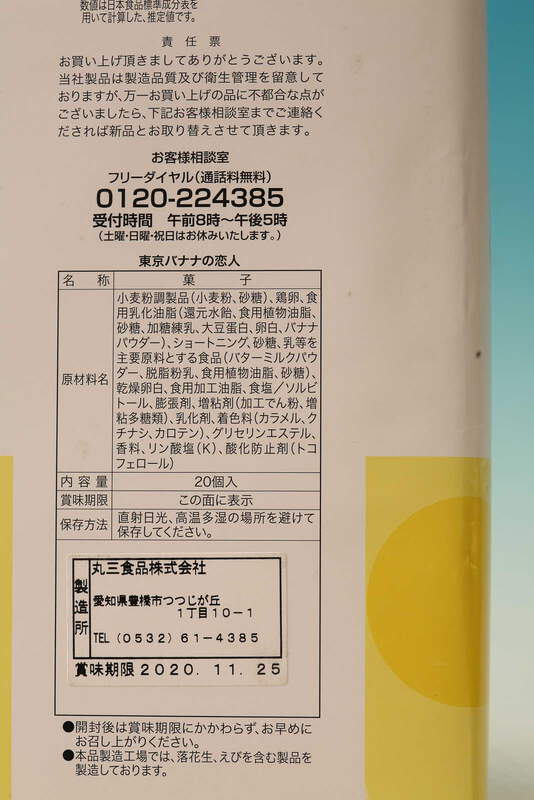 数値は日本食品標準成分表を
用いて計算した、推定値です。
責任票
お買い上げ頂きましてありがとうございます。
当社製品は製造品質及び衛生管理を留意して
おりますが、万一お買い上げの品に不都合な点が
ございましたら、下記お客様相談室までご連絡く
だされば新品とお取り替えさせて頂きます。
お客様相談室
フリーダイヤル(通話料無料)
0120-224385
受付時間 午前8時〜午後5時
(土曜・日曜・祝日はお休みいたします。)
東京バナナの恋人
名称 菓子
原材料名
小麦粉調製品(小麦粉、砂糖)、鶏卵、食
用乳化油脂(還元水飴、食用植物油脂、
砂糖、加糖練乳、大豆蛋白、卵白、バナナ
パウダー)、ショートニング、砂糖、乳等を
主要原料とする食品(バターミルクパウ
ダー、脱脂粉乳、食用植物油脂、砂糖)、
乾燥卵白、食用加工油脂、食塩/ソルビ
トール、膨張剤、増粘剤(加工でん粉、増
粘多糖類)、乳化剤、着色料(カラメル、ク
チナシ、カロテン)、グリセリンエステル、
香料、リン酸塩(K)、酸化防止剤(トコ
フェロール)
内容量 20個入
賞味期限 この面に表示
保存方法
直射日光、高温多湿の場所を避けて
保存してください。
製造所
丸三食品株式会社
愛知県豊橋市つつじが丘
1丁目10-1
TEL (0532) 61-4385
賞味期限 2020. 11. 25
●開封後は賞味期限にかかわらず、お早めに
お召し上がりください。
●本品製造工場では、落花生、えびを含む製品を
製造しております。